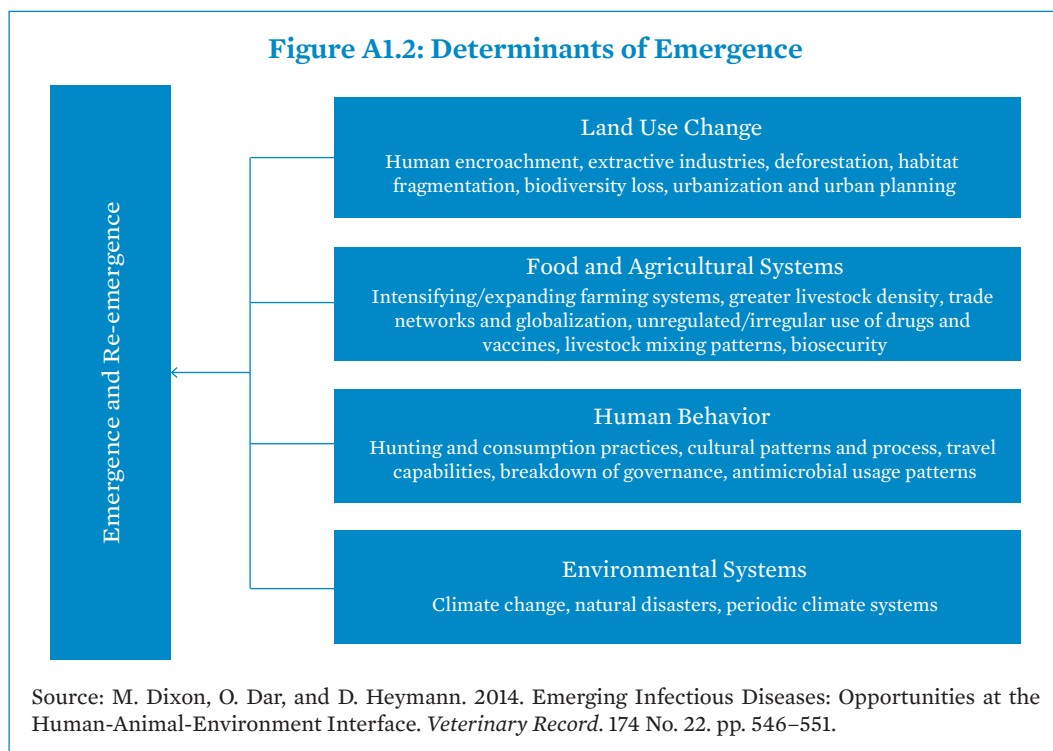 Figure A1.2: Determinants of Emergence
Emergence and Re-emergence
Land Use Change
Human encroachment, extractive industries, deforestation, habitat
fragmentation, biodiversity loss, urbanization and urban planning
Food and Agricultural Systems
Intensifying/expanding farming systems, greater livestock density, trade
networks and globalization, unregulated/irregular use of drugs and
vaccines, livestock mixing patterns, biosecurity
Human Behavior
Hunting and consumption practices, cultural patterns and process, travel
capabilities, breakdown of governance, antimicrobial usage patterns
Environmental Systems
Climate change, natural disasters, periodic climate systems
Source: M. Dixon, O. Dar, and D. Heymann. 2014. Emerging Infectious Diseases: Opportunities at the
Human-Animal-Environment Interface. Veterinary Record. 174 No. 22. pp. 546–551.